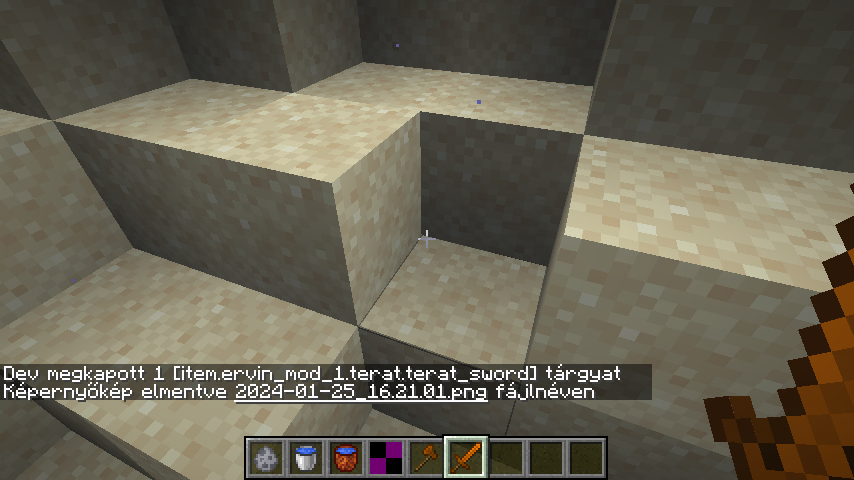 Dev megkapott 1 [item.ervin_mod_1.terat.terat_sword] tárgyat
Képernyőkép elmentve 2024-01-25_16.21.01.png fájlnéven